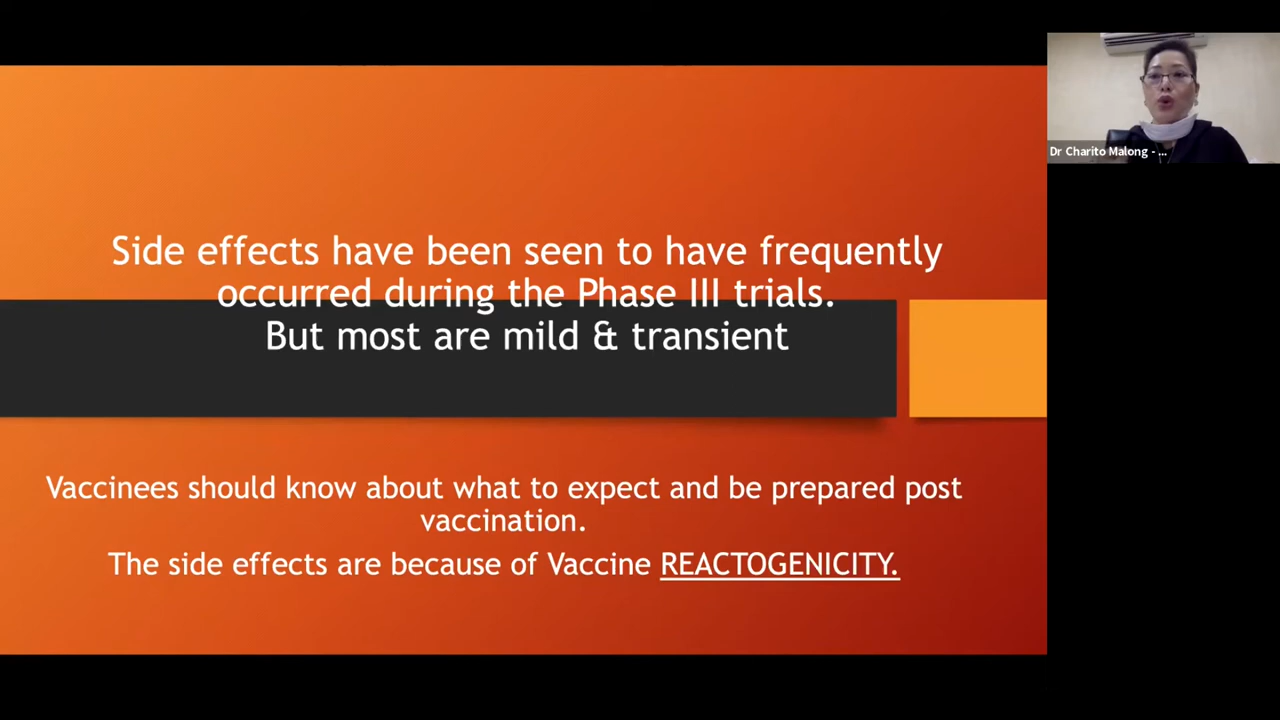 Side effects have been seen to have frequently
occurred during the Phase III trials.
But most are mild & transient
Vaccinees should know about what to expect and be prepared post
vaccination.
The side effects are because of Vaccine REACTOGENICITY.
Dr Charito Malong - ...